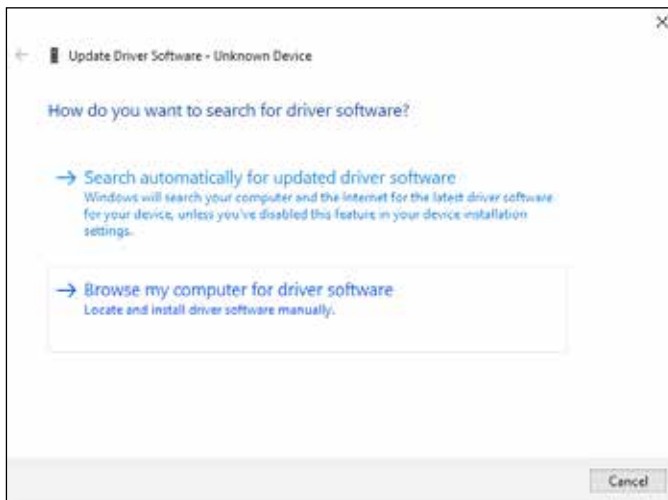 Update Driver Software - Unknown Device
How do you want to search for driver software?
Search automatically for updated driver software
Windows will search your computer and the Internet for the latest driver software
for your device, unless you've disabled this feature in your device installation
settings.
Browse my computer for driver software
Locate and install driver software manually.
Cancel